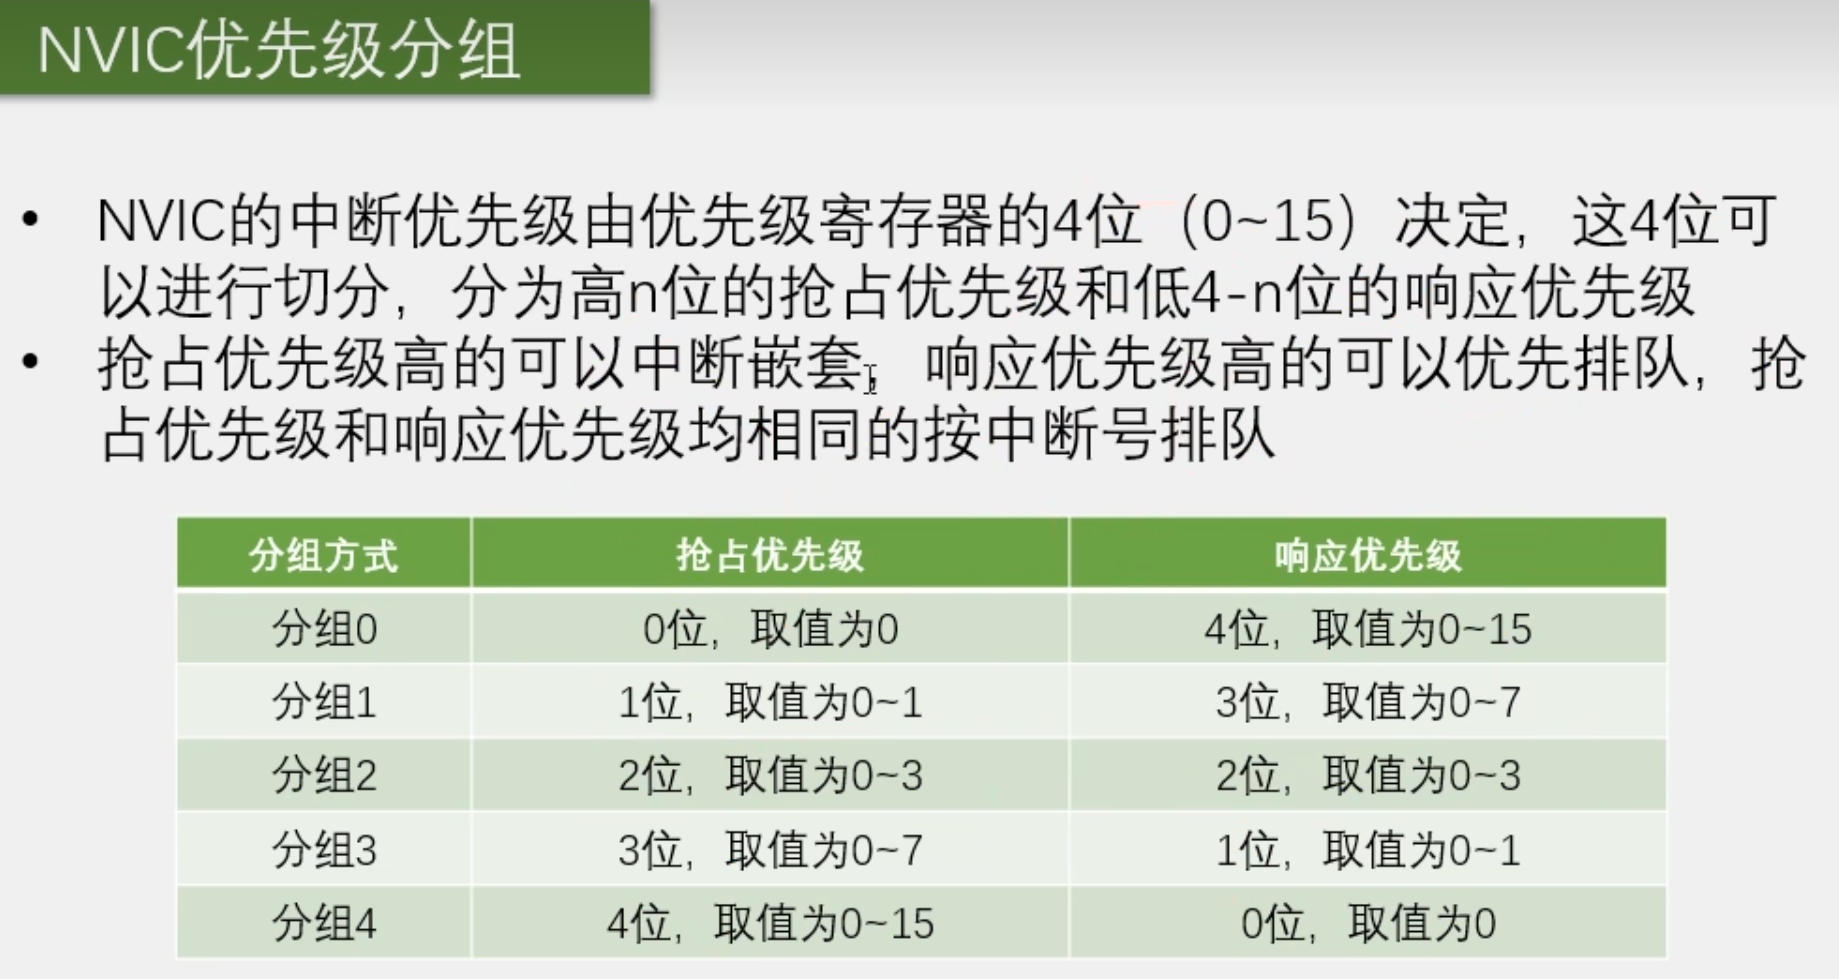 NVIC优先级分组
• NVIC的中断优先级由优先级寄存器的4位（0~15）决定，这4位可
以进行切分，分为高n位的抢占优先级和低4-n位的响应优先级
• 抢占优先级高的可以中断嵌套，响应优先级高的可以优先排队，抢
占优先级和响应优先级均相同的按中断号排队
分组方式 抢占优先级 响应优先级
分组0 0位，取值为0 4位，取值为0~15
分组1 1位，取值为0~1 3位，取值为0~7
分组2 2位，取值为0~3 2位，取值为0~3
分组3 3位，取值为0~7 1位，取值为0~1
分组4 4位，取值为0~15 0位，取值为0